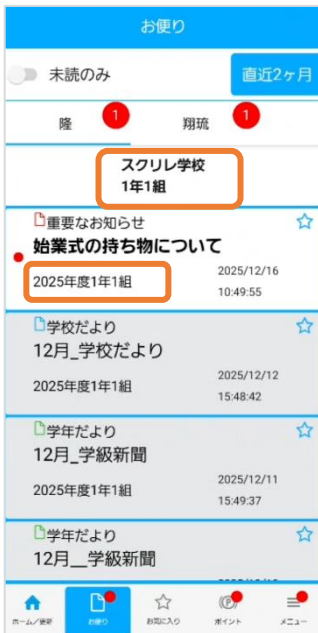 お便り
未読のみ
直近2ヶ月
隆 1 翔琉 1
スクリレ学校
1年1組
重要なお知らせ
始業式の持ち物について
2025年度1年1組
2025/12/16
10:49:55
学校だより
12月_学校だより
2025年度1年1組
2025/12/12
15:48:42
学年だより
12月_学級新聞
2025年度1年1組
2025/12/11
15:49:37
学年だより
12月__学級新聞
ホーム/更新 お便り お気に入り ポイント メニュー